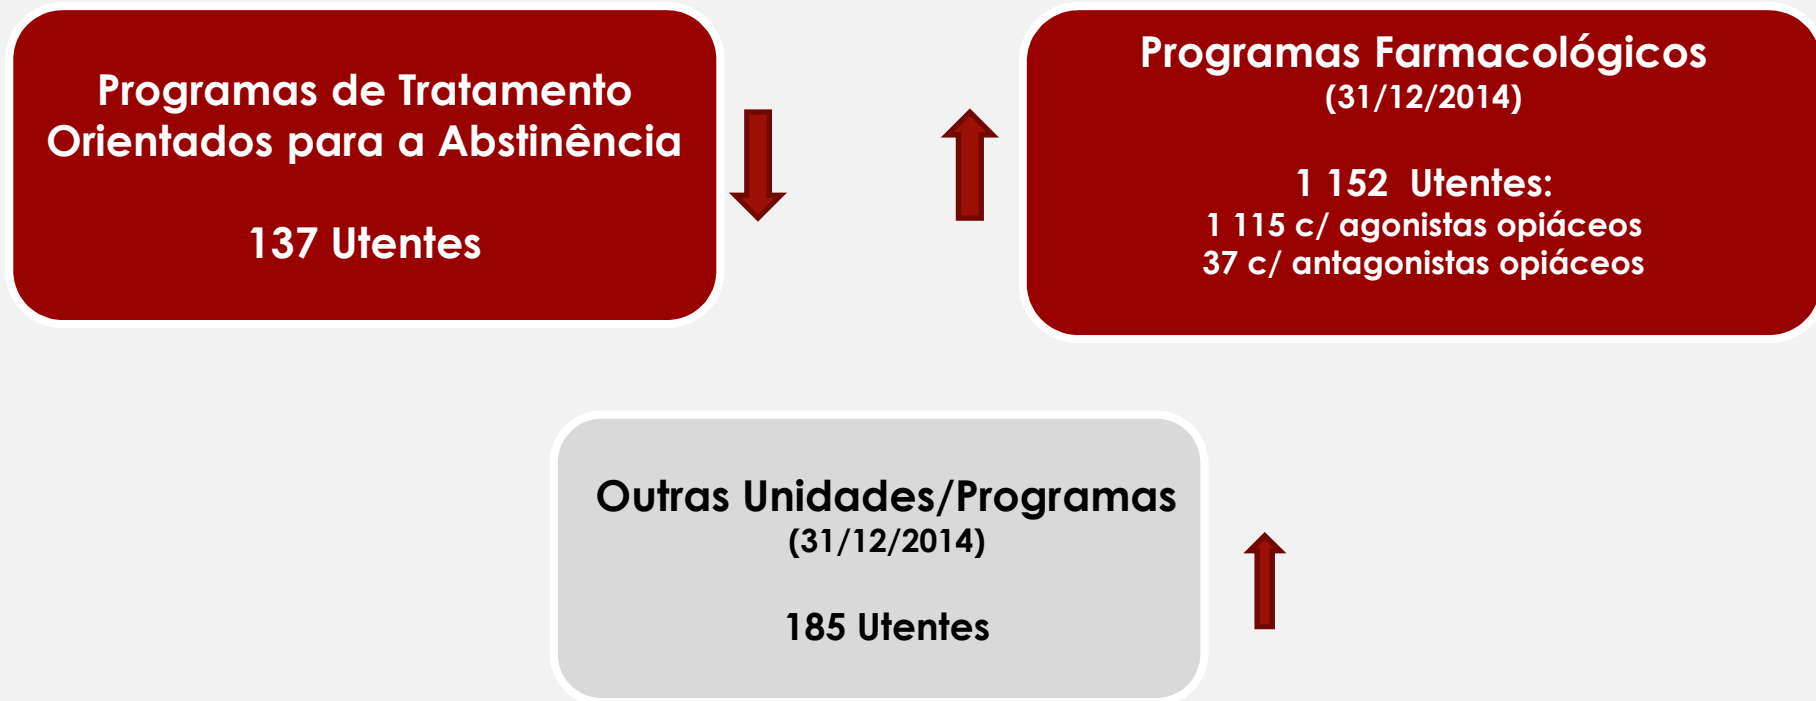 Programas de Tratamento
Orientados para a Abstinência
137 Utentes
Programas Farmacológicos
(31/12/2014)
1 152 Utentes:
1 115 c/ agonistas opiáceos
37 c/ antagonistas opiáceos
Outras Unidades/Programas
(31/12/2014)
185 Utentes